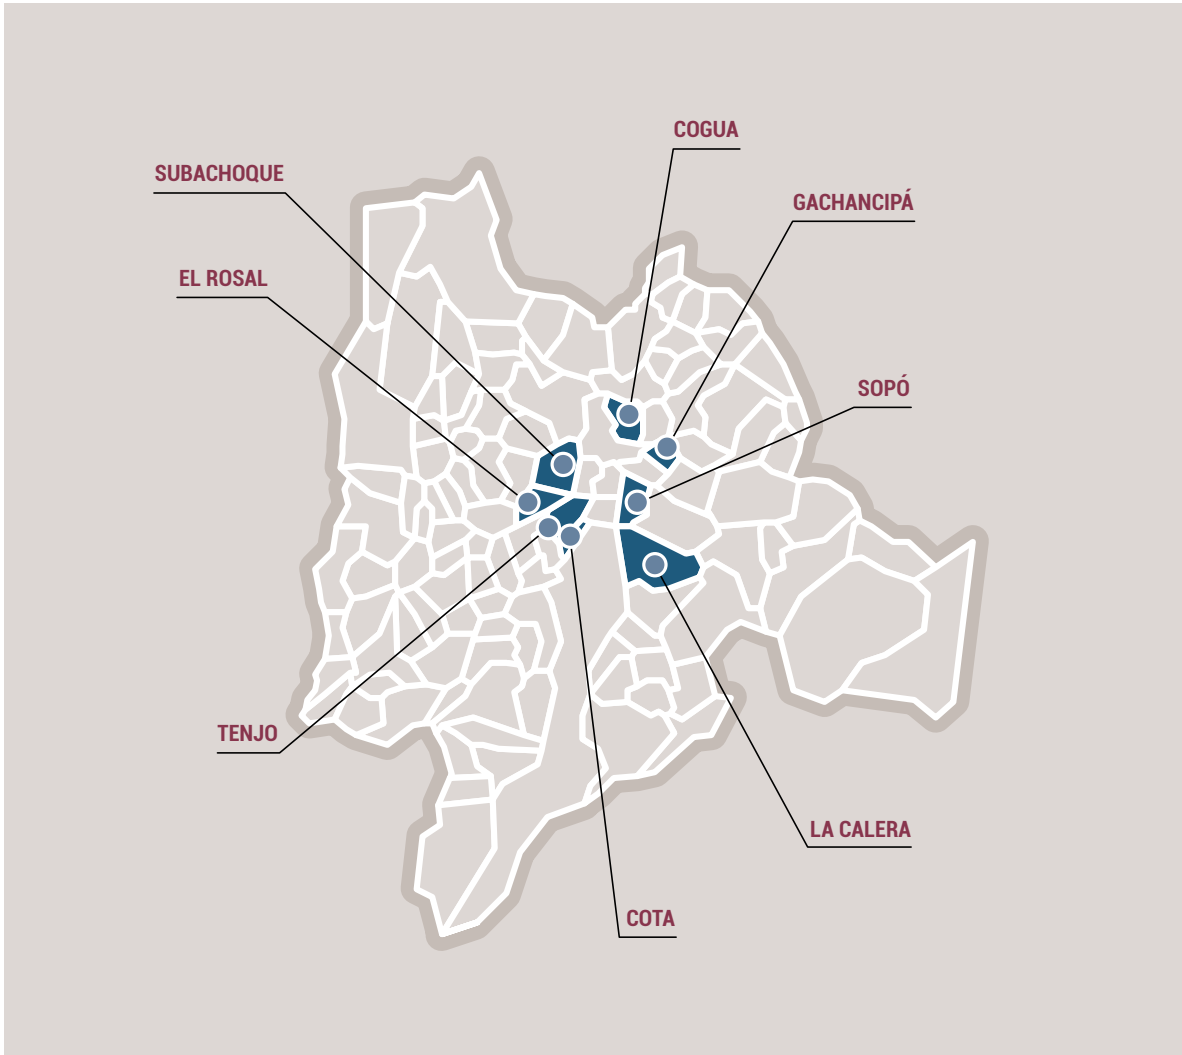 COGUA
SUBACHOQUE
GACHANCIPÁ
EL ROSAL
SOPÓ
TENJO
LA CALERA
COTA